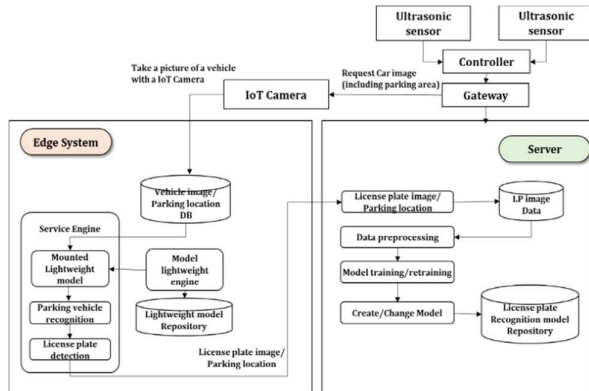 Ultrasonic
sensor
Ultrasonic
sensor
Controller
Take a picture of a vehicle
with a IoT Camera
Request Car image
(including parking area)
IoT Camera
Gateway
Edge System
Server
Vehicle image/
Parking location
DB
License plate image/
Parking location
LP image
Data
Service Engine
Data preprocessing
Mounted
Lightweight
model
Model
lightweight
engine
Model training/retraining
Parking vehicle
recognition
Lightweight model
Repository
Create/Change Model
License plate
Recognition model
Repository
License plate
detection
License plate image/
Parking location